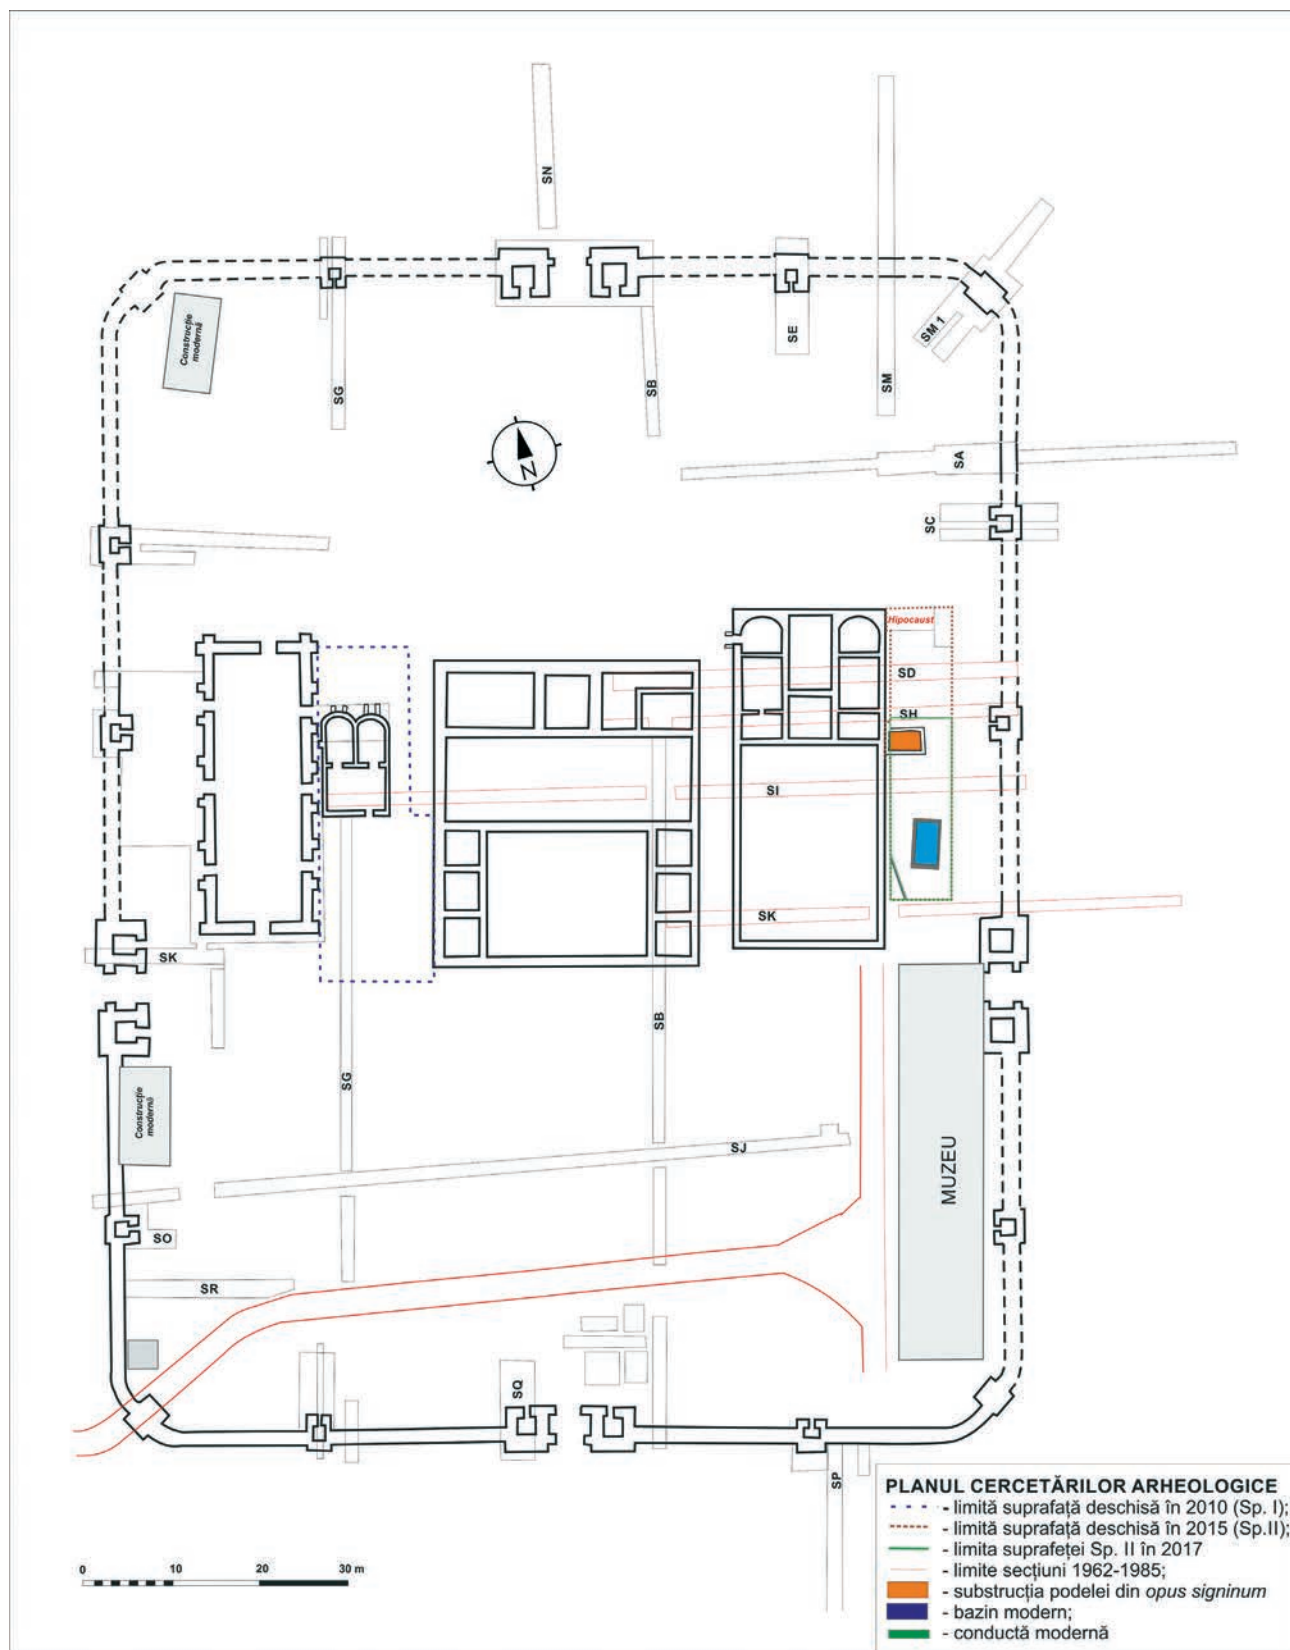 SN
Construcție
modernă
SG
SB
SE
SM
SM 1
SA
SC
N
Hipocaust
SD
SH
SI
SK
SK
SB
SG
SJ
Construcție
modernă
MUZEU
SO
SR
SQ
SP
0 10 20 30 m
PLANUL CERCETĂRILOR ARHEOLOGICE
- limită suprafață deschisă în 2010 (Sp. I);
- limită suprafață deschisă în 2015 (Sp.II);
- limita suprafeței Sp. II în 2017
- limite secțiuni 1962-1985;
- substrucția podelei din opus signinum
- bazin modern;
- conductă modernă